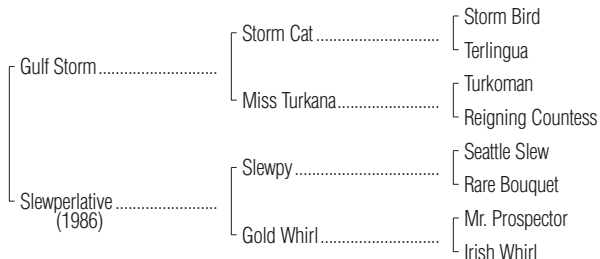 Storm Bird
Storm Cat
Terlingua
Gulf Storm
Turkoman
Miss Turkana
Reigning Countess
Seattle Slew
Slewpy
Rare Bouquet
Slewperlative
(1986)
Mr. Prospector
Gold Whirl
Irish Whirl